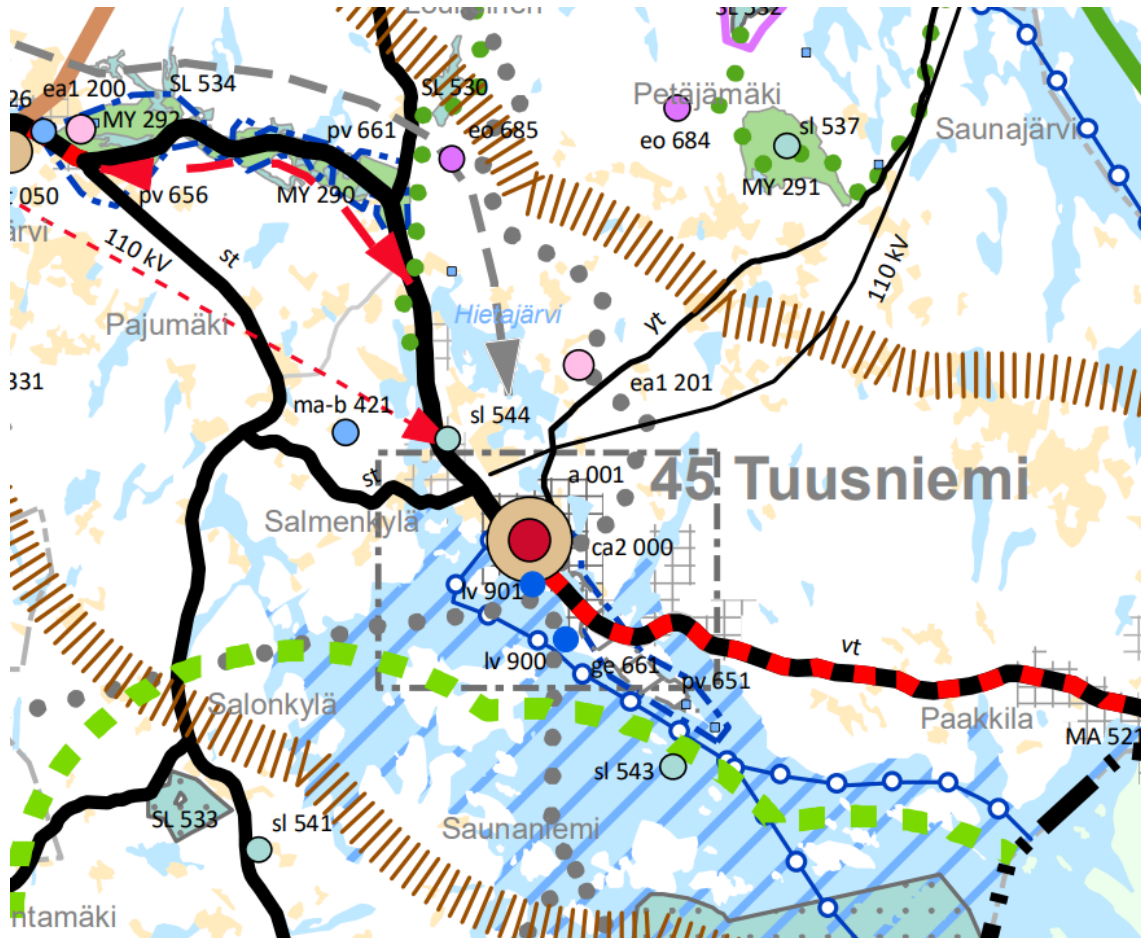 SL 532
ea1 200
SL 534
SL 530
Petäjämäki
26
MY 292
pv 661
eo 685
eo 684
sl 537
Saunajärvi
050
pv 656
MY 290
MY 291
110 kV
st
110 kV
Pajumäki
Hietajärvi
yt
331
ma-b 421
sl 544
ea1 201
st
a 001
45 Tuusniemi
Salmenkylä
ca2 000
lv 901
lv 900
ge 661
vt
pv 651
Salonkylä
Paakkila
MA 521
sl 543
SL 533
sl 541
Saunaniemi
ntamäki